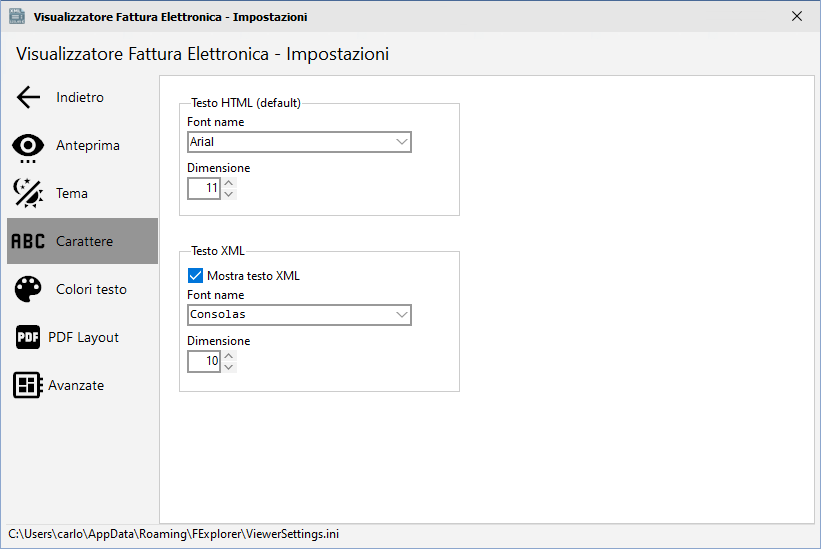 Visualizzatore Fattura Elettronica - Impostazioni
Visualizzatore Fattura Elettronica - Impostazioni
Indietro
Anteprima
Tema
ABC Carattere
Colori testo
PDF PDF Layout
Avanzate
Testo HTML (default)
Font name
Arial
Dimensione
11
Testo XML
Mostra testo XML
Font name
Consolas
Dimensione
10
C:\Users\carlo\AppData\Roaming\FExplorer\ViewerSettings.ini